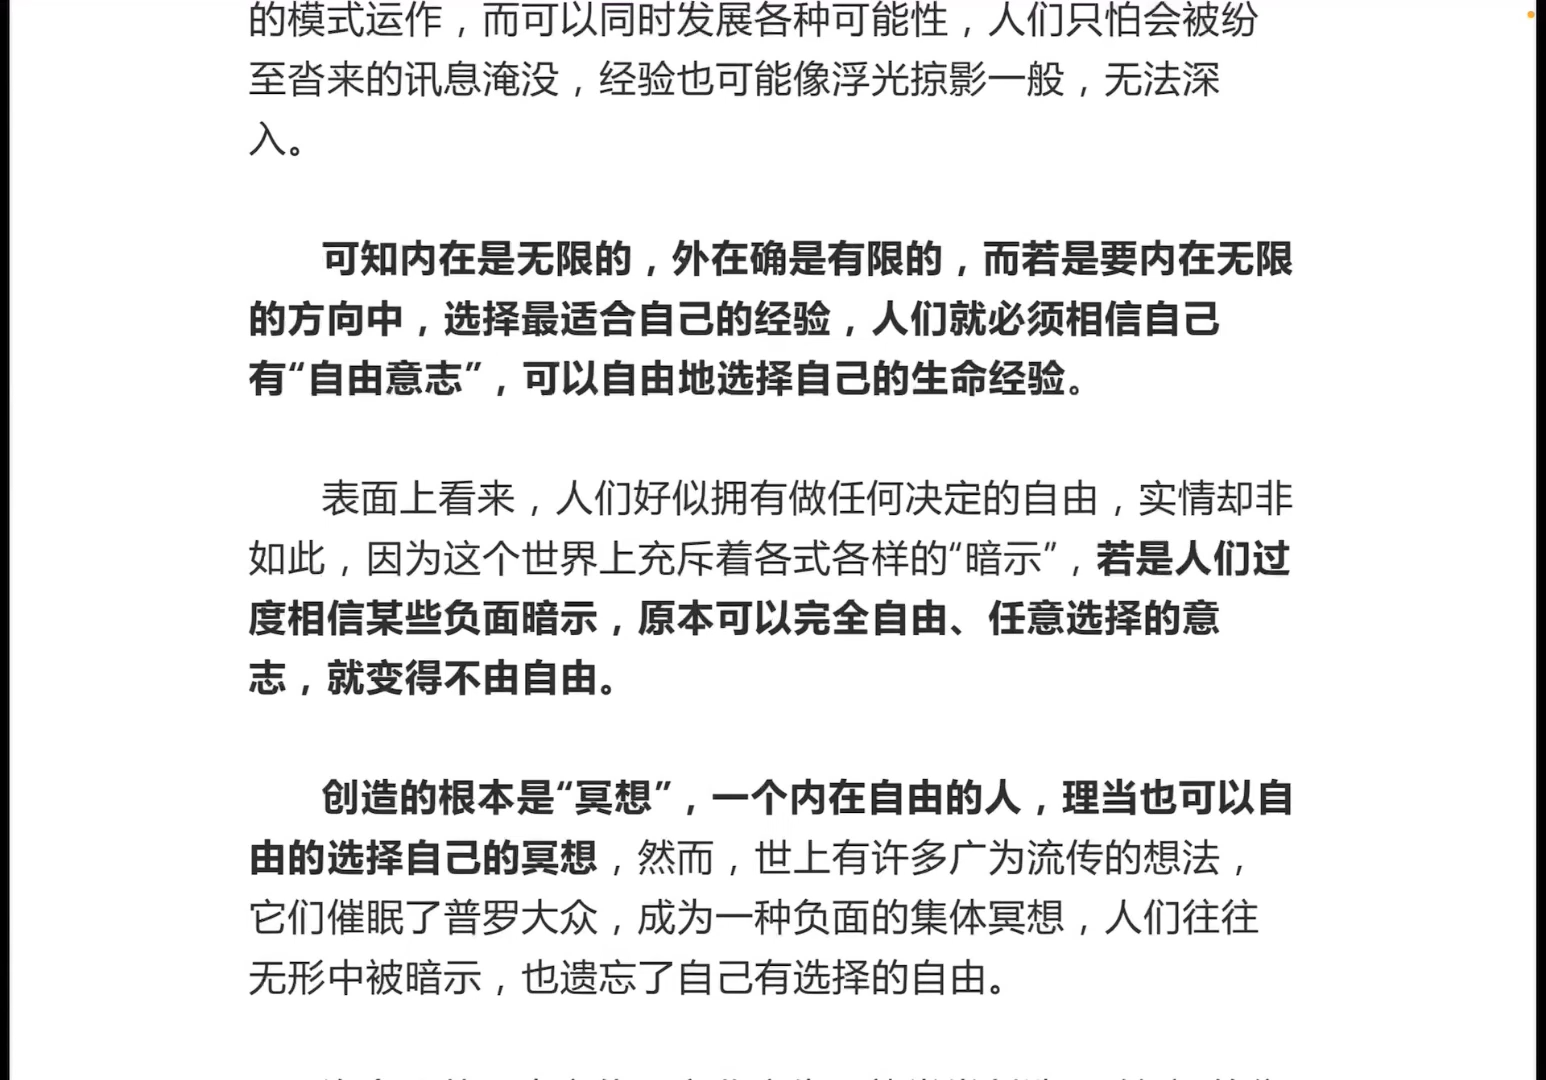 的模式运作，而可以同时发展各种可能性，人们只怕会被纷
至沓来的讯息淹没，经验也可能像浮光掠影一般，无法深
入。
可知内在是无限的，外在确是有限的，而若是要内在无限
的方向中，选择最适合自己的经验，人们就必须相信自己
有“自由意志”，可以自由地选择自己的生命经验。
表面上看来，人们好似拥有做任何决定的自由，实情却非
如此，因为这个世界上充斥着各式各样的“暗示”，若是人们过
度相信某些负面暗示，原本可以完全自由、任意选择的意
志，就变得不由自由。
创造的根本是“冥想”，一个内在自由的人，理当也可以自
由的选择自己的冥想，然而，世上有许多广为流传的想法，
它们催眠了普罗大众，成为一种负面的集体冥想，人们往往
无形中被暗示，也遗忘了自己有选择的自由。